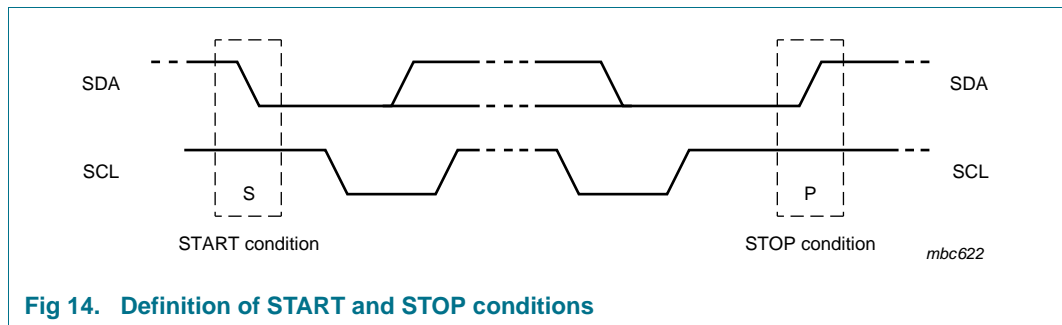 SDA SDA
SCL SCL
S P
START condition STOP condition
mbc622
Fig 14. Definition of START and STOP conditions